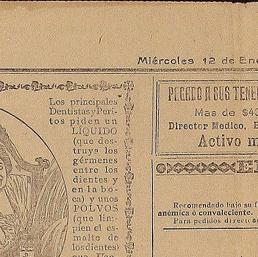 Miércoles 12 de Ene
Los principales
Dentistas y Peri-
tos piden un
LÍQUIDO
(que des-
truye los
gérmenes
entre los
dientes y
en la bo-
ca) y unos
POLVOS
(que lim-
pien el es-
malte de
los dientes)
PEGADO A SUS TENE
Mas de $40
Director Medico, E
Activo m
Recomendado bajo su f
anémica ó convaleciente.
Para pedidos direct